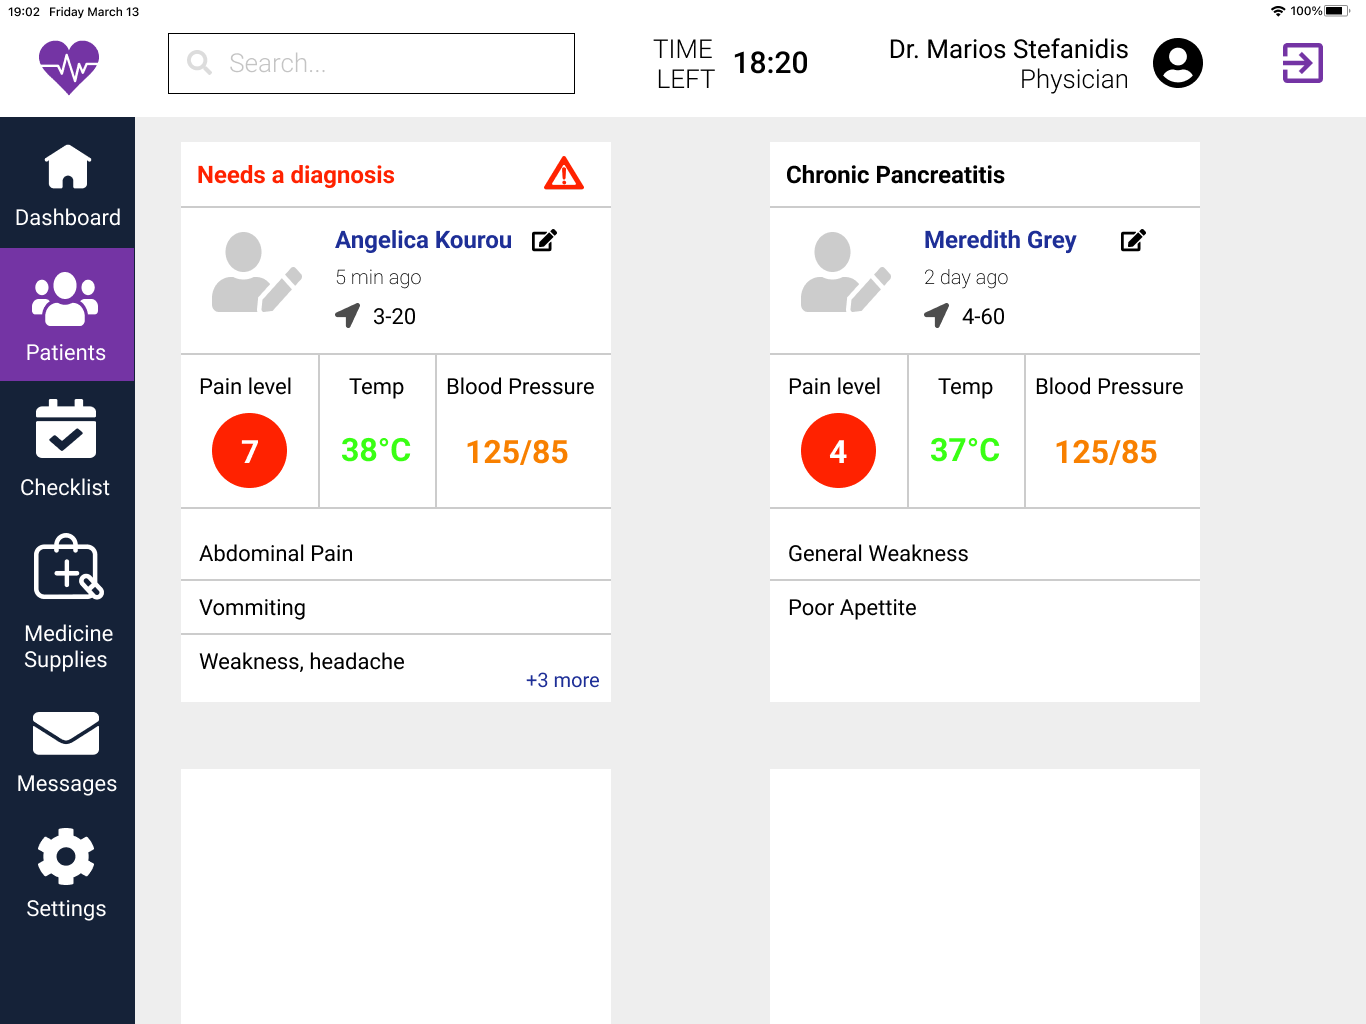 19:02 Friday March 13
100%
Search...
TIME
LEFT
18:20
Dr. Marios Stefanidis
Physician
Dashboard
Patients
Checklist
Medicine
Supplies
Messages
Settings
Needs a diagnosis
Angelica Kourou
5 min ago
3-20
Pain level
Temp
Blood Pressure
7
38°C
125/85
Abdominal Pain
Vommiting
Weakness, headache
+3 more
Chronic Pancreatitis
Meredith Grey
2 day ago
4-60
Pain level
Temp
Blood Pressure
4
37°C
125/85
General Weakness
Poor Apettite